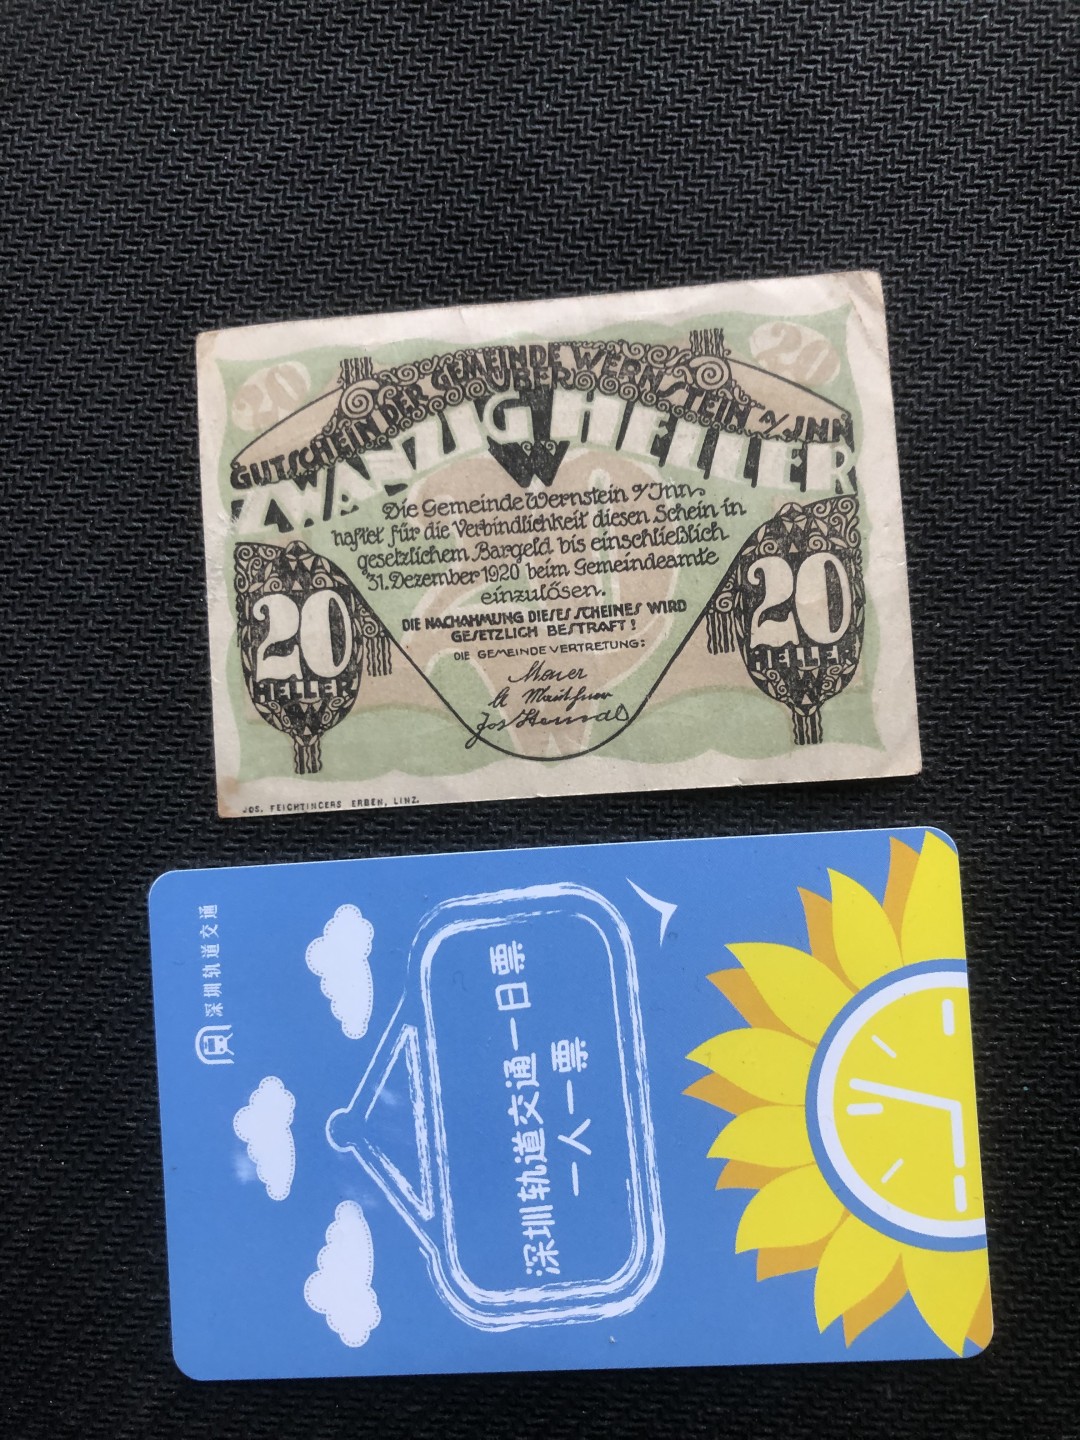 20
20
GUTSCHEIN DER GEMEINDE WERNSTEIN A/INN
ÜBER
ZWANZIG HELLER
W
Die Gemeinde Wernstein a/Inn
haftet für die Verbindlichkeit diesen Schein in
gesetzlichem Bargeld bis einschließlich
31. Dezember 1920 beim Gemeindeamte
einzulösen.
DIE NACHAHMUNG DIESES SCHEINES WIRD
GESETZLICH BESTRAFT!
DIE GEMEINDEVERTRETUNG:
20
HELLER
W
20
HELLER
W
JOS. FEICHTINGERS ERBEN, LINZ.
深圳轨道交通
深圳轨道交通一日票
一人一票